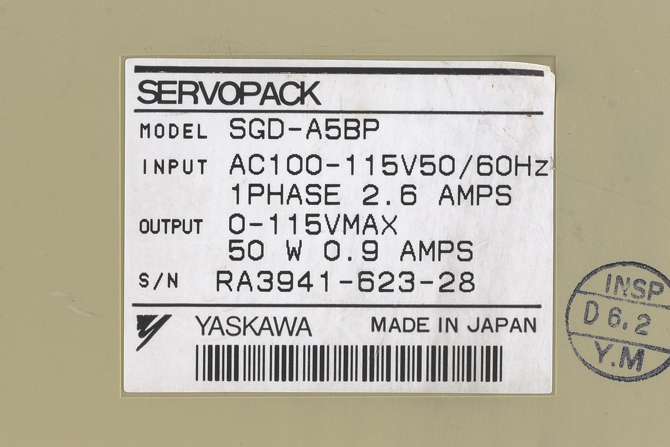 SERVOPACK
MODEL SGD-A5BP
INPUT AC100-115V50/60Hz
1PHASE 2.6 AMPS
OUTPUT 0-115VMAX
50 W 0.9 AMPS
S/N RA3941-623-28
YASKAWA MADE IN JAPAN
INSP
D 6.2
Y.M